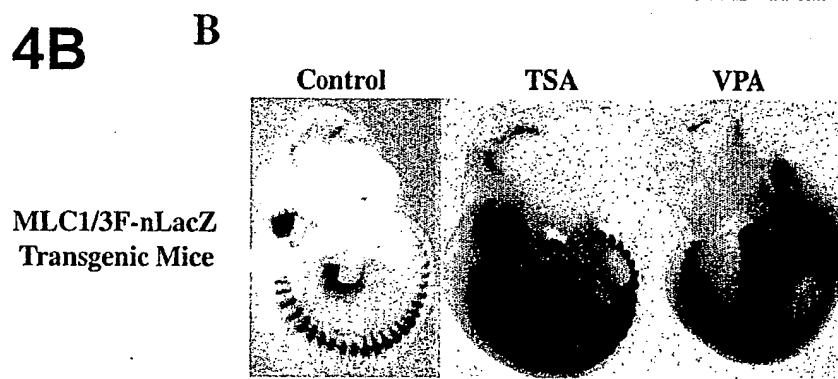 4B
B
Control TSA VPA
MLC1/3F-nLacZ
Transgenic Mice